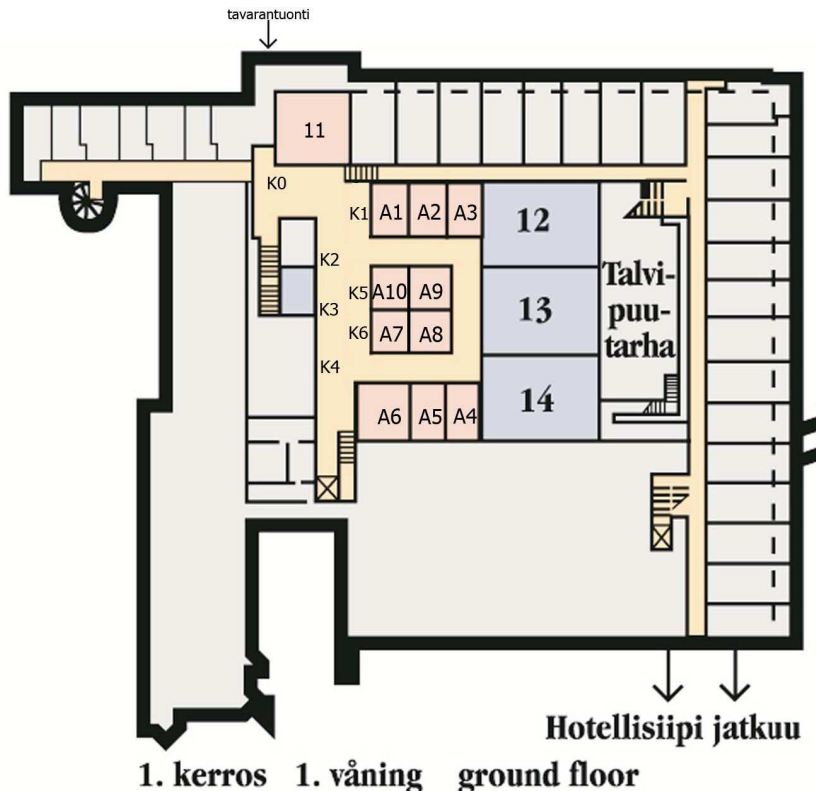 tavarantuonti
11
K0
K1 A1 A2 A3
12
K2
K5 A10 A9
K3
13
Talvi-
puu-
tarha
K6 A7 A8
K4
14
A6 A5 A4
Hotellisiipi jatkuu
1. kerros 1. våning ground floor